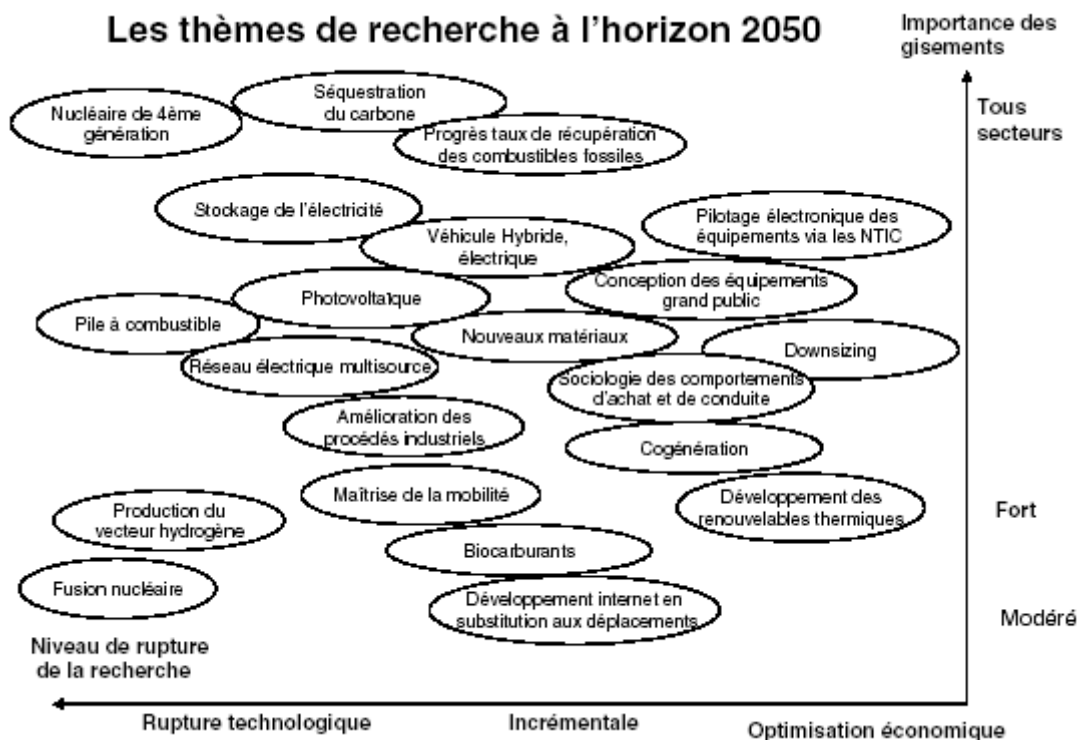 Les thèmes de recherche à l'horizon 2050
Importance des
gisements
Tous
secteurs
Nucléaire de 4ème
génération
Séquestration
du carbone
Progrès taux de récupération
des combustibles fossiles
Stockage de l'électricité
Pilotage électronique des
équipements via les NTIC
Véhicule Hybride,
électrique
Conception des équipements
grand public
Photovoltaïque
Pile à combustible
Nouveaux matériaux
Downsizing
Réseau électrique multisource
Sociologie des comportements
d'achat et de conduite
Amélioration des
procédés industriels
Cogénération
Maîtrise de la mobilité
Développement des
renouvelables thermiques
Fort
Production du
vecteur hydrogène
Biocarburants
Fusion nucléaire
Développement internet en
substitution aux déplacements
Modéré
Niveau de rupture
de la recherche
Rupture technologique
Incrémentale
Optimisation économique